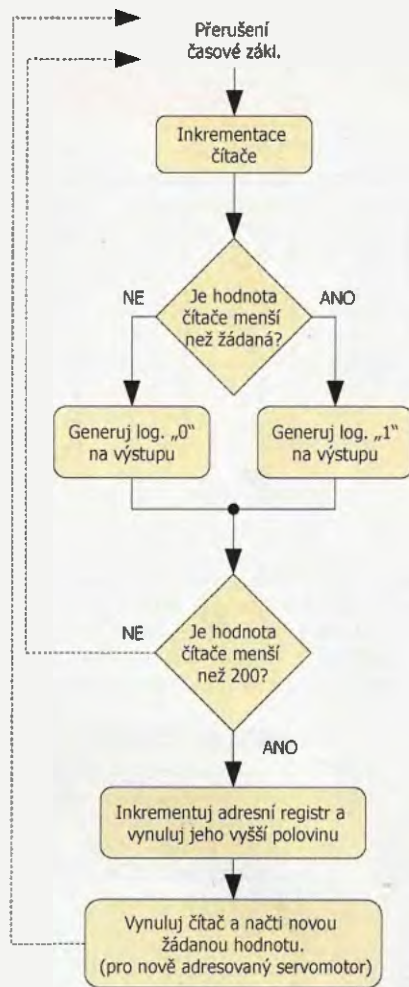 Přerušení
časové zákl.
Inkrementace
čítače
Je hodnota
čítače menší
než žádaná?
NE
ANO
Generuj log. „0“
na výstupu
Generuj log. „1“
na výstupu
Je hodnota
čítače menší
než 200?
NE
ANO
Inkrementuj adresní registr a
vynuluj jeho vyšší polovinu
Vynuluj čítač a načti novou
žádanou hodnotu.
(pro nově adresovaný servomotor)